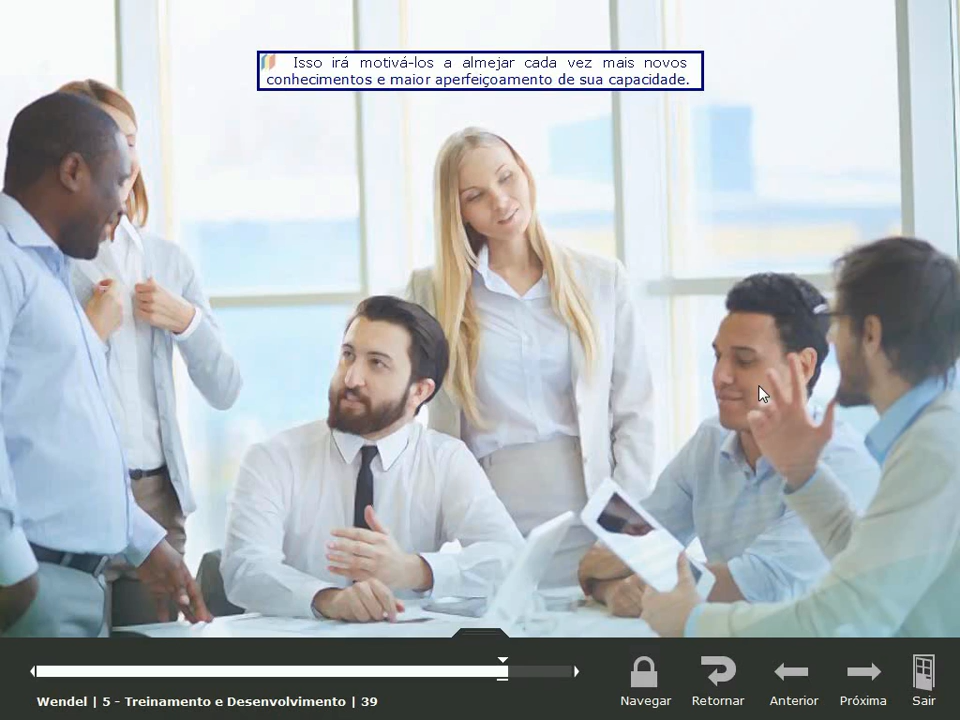 Isso irá motivá-los a almejar cada vez mais novos
conhecimentos e maior aperfeiçoamento de sua capacidade.
Navegar
Retornar
Anterior
Próxima
Sair
Wendel | 5 - Treinamento e Desenvolvimento | 39